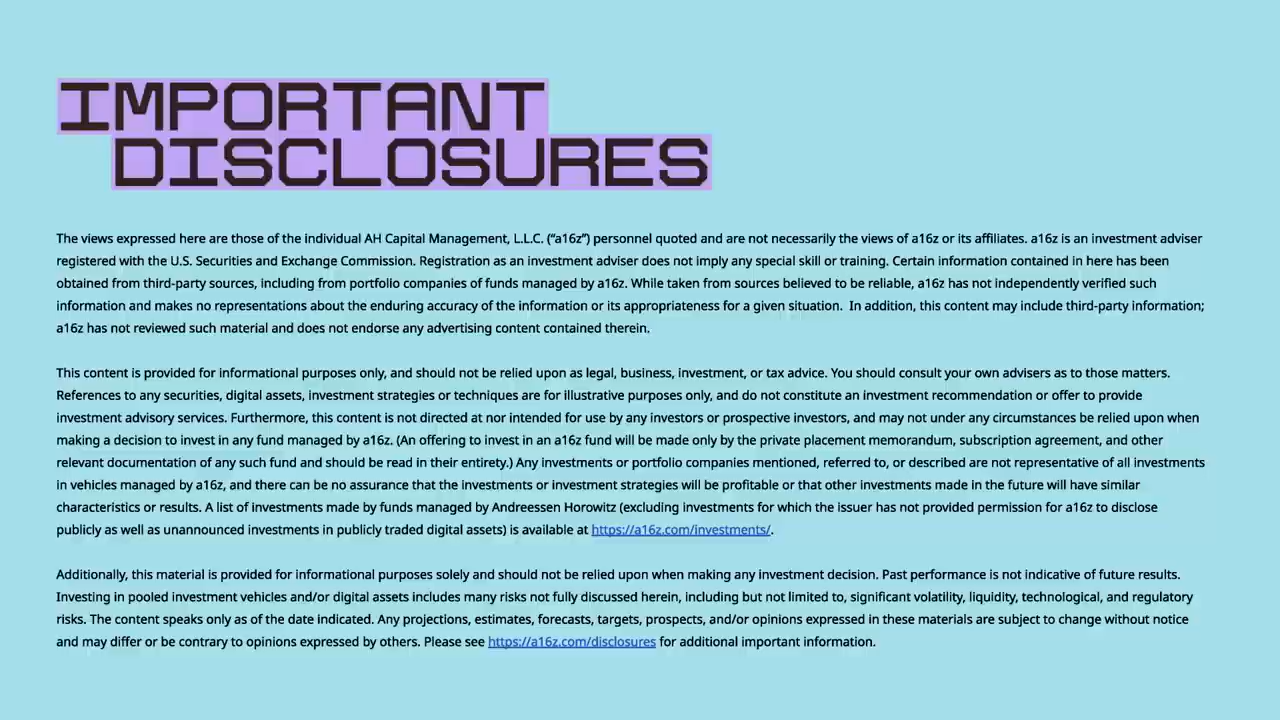 IMPORTANT
DISCLOSURES
The views expressed here are those of the individual AH Capital Management, L.L.C. (“a16z”) personnel quoted and are not necessarily the views of a16z or its affiliates. a16z is an investment adviser
registered with the U.S. Securities and Exchange Commission. Registration as an investment adviser does not imply any special skill or training. Certain information contained in here has been
obtained from third-party sources, including from portfolio companies of funds managed by a16z. While taken from sources believed to be reliable, a16z has not independently verified such
information and makes no representations about the enduring accuracy of the information or its appropriateness for a given situation.  In addition, this content may include third-party information;
a16z has not reviewed such material and does not endorse any advertising content contained therein.
This content is provided for informational purposes only, and should not be relied upon as legal, business, investment, or tax advice. You should consult your own advisers as to those matters.
References to any securities, digital assets, investment strategies or techniques are for illustrative purposes only, and do not constitute an investment recommendation or offer to provide
investment advisory services. Furthermore, this content is not directed at nor intended for use by any investors or prospective investors, and may not under any circumstances be relied upon when
making a decision to invest in any fund managed by a16z. (An offering to invest in an a16z fund will be made only by the private placement memorandum, subscription agreement, and other
relevant documentation of any such fund and should be read in their entirety.) Any investments or portfolio companies mentioned, referred to, or described are not representative of all investments
in vehicles managed by a16z, and there can be no assurance that the investments or investment strategies will be profitable or that other investments made in the future will have similar
characteristics or results. A list of investments made by funds managed by Andreessen Horowitz (excluding investments for which the issuer has not provided permission for a16z to disclose
publicly as well as unannounced investments in publicly traded digital assets) is available at https://a16z.com/investments/.
Additionally, this material is provided for informational purposes solely and should not be relied upon when making any investment decision. Past performance is not indicative of future results.
Investing in pooled investment vehicles and/or digital assets includes many risks not fully discussed herein, including but not limited to, significant volatility, liquidity, technological, and regulatory
risks. The content speaks only as of the date indicated. Any projections, estimates, forecasts, targets, prospects, and/or opinions expressed in these materials are subject to change without notice
and may differ or be contrary to opinions expressed by others. Please see https://a16z.com/disclosures for additional important information.